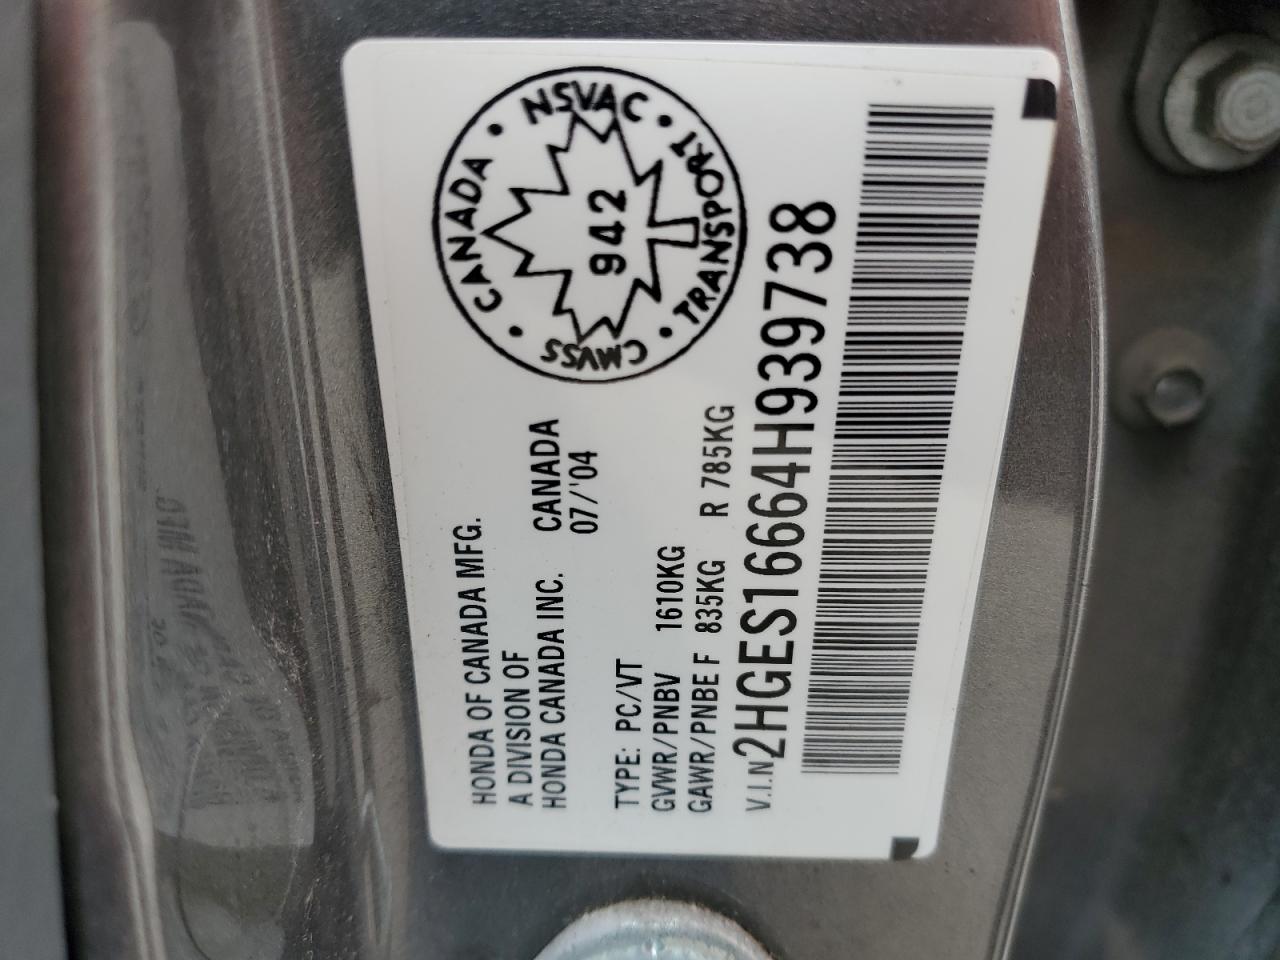 HONDA OF CANADA MFG.
A DIVISION OF
HONDA CANADA INC. CANADA
07/'04
TYPE: PC/VT
GVWR/PNBV 1610KG
GAWR/PNBE F 835KG R 785KG
V.I.N 2HGES16664H939738
CANADA • NSVAC • TRANSPORT • CMVSS •
942